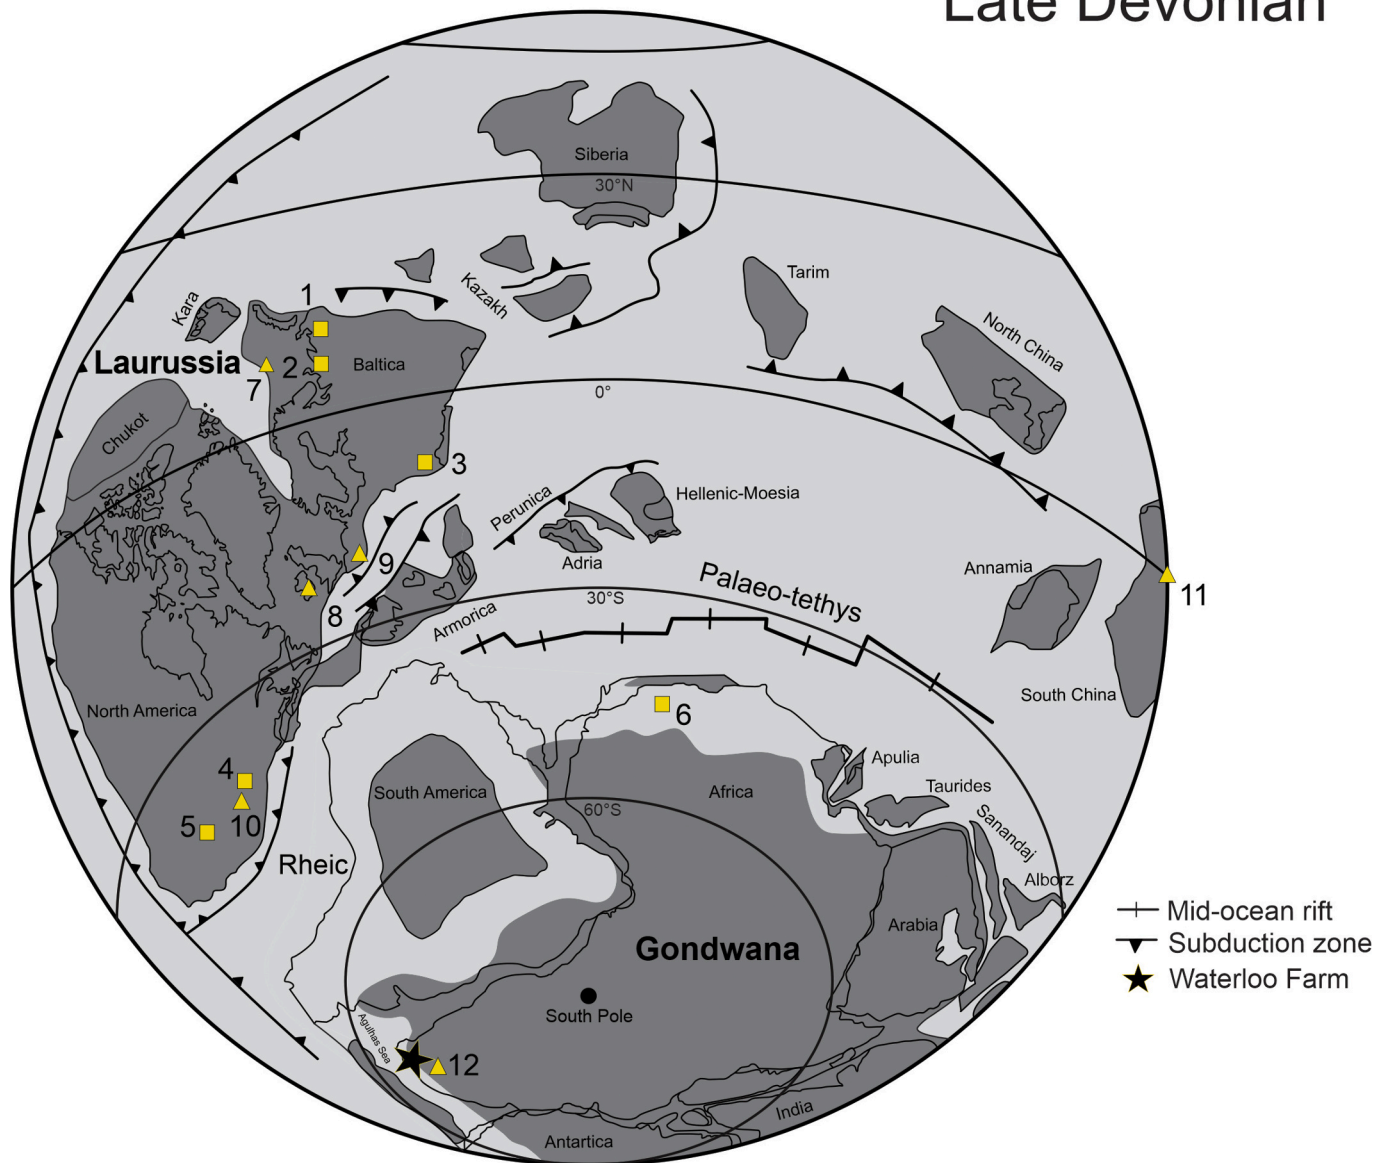 Late Devonian
Siberia
30°N
Kazakh
Tarim
North China
Kara
1
Laurussia
2
Baltica
7
0°
Chukot
3
Perunica
Hellenic-Moesia
Adria
9
Annamia
11
8
30°S
Palaeo-tethys
Armorica
South China
North America
6
4
South America
Africa
Apulia
Taurides
60°S
5
10
Sanandaj
Rheic
Alborz
Arabia
Gondwana
South Pole
Agulhas Sea
12
India
Antartica
Mid-ocean rift
Subduction zone
Waterloo Farm